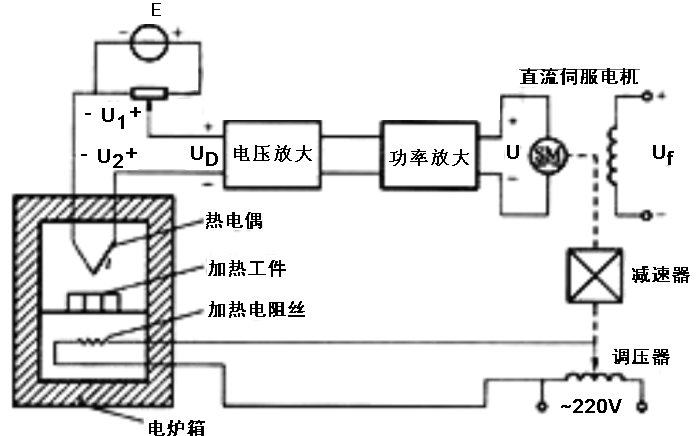 E
- +
直流伺服电机
- U1+
+
- U2+
UD
-
电压放大
功率放大
+
U
-
SM
+
Uf
-
热电偶
加热工件
减速器
加热电阻丝
调压器
~220V
电炉箱